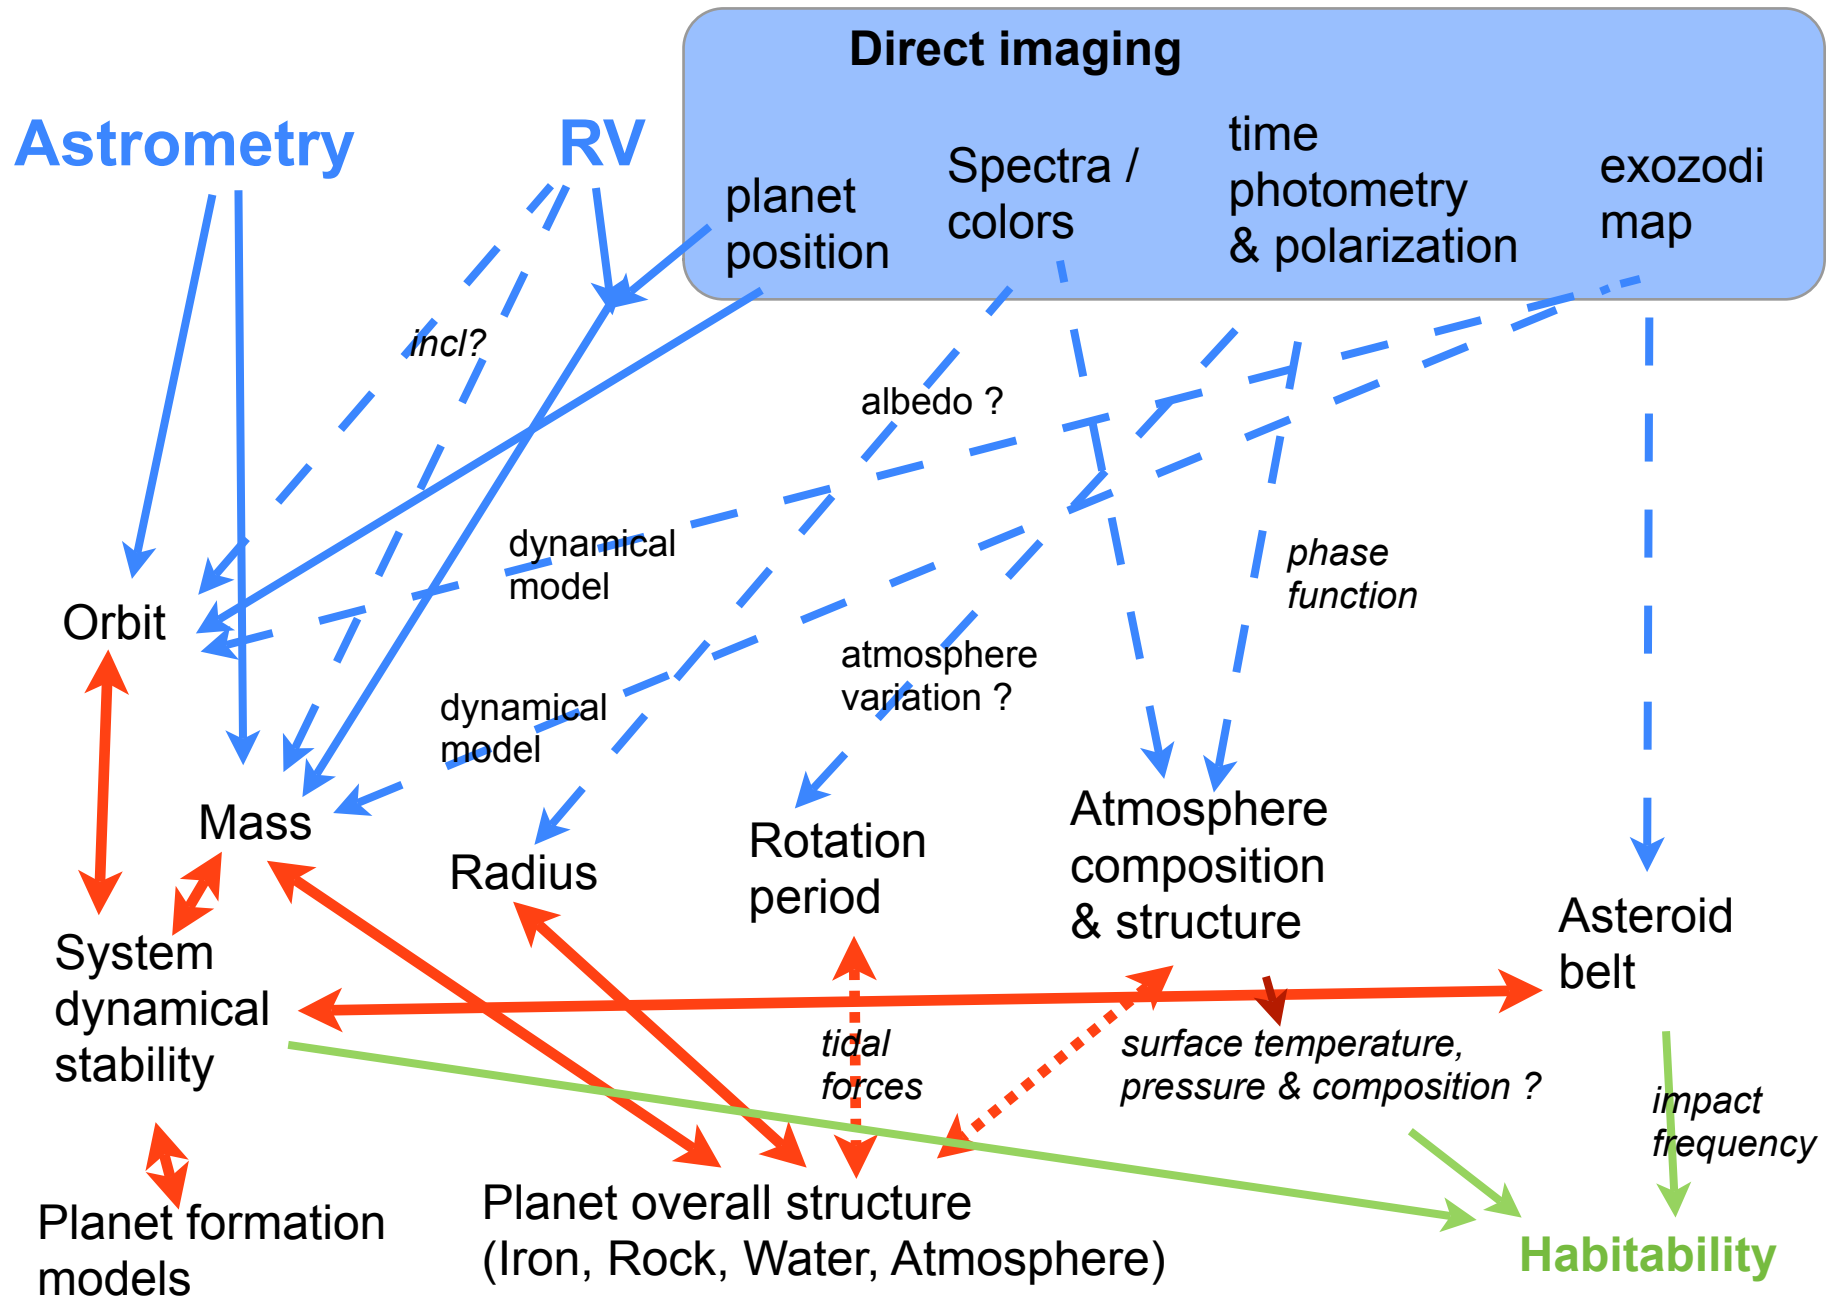 Direct imaging
Astrometry
RV
planet
position
Spectra /
colors
time
photometry
& polarization
exozodi
map
incl?
albedo ?
dynamical
model
phase
function
Orbit
atmosphere
variation ?
dynamical
model
Mass
Radius
Rotation
period
Atmosphere
composition
& structure
Asteroid
belt
System
dynamical
stability
tidal
forces
surface temperature,
pressure & composition ?
impact
frequency
Planet formation
models
Planet overall structure
(Iron, Rock, Water, Atmosphere)
Habitability